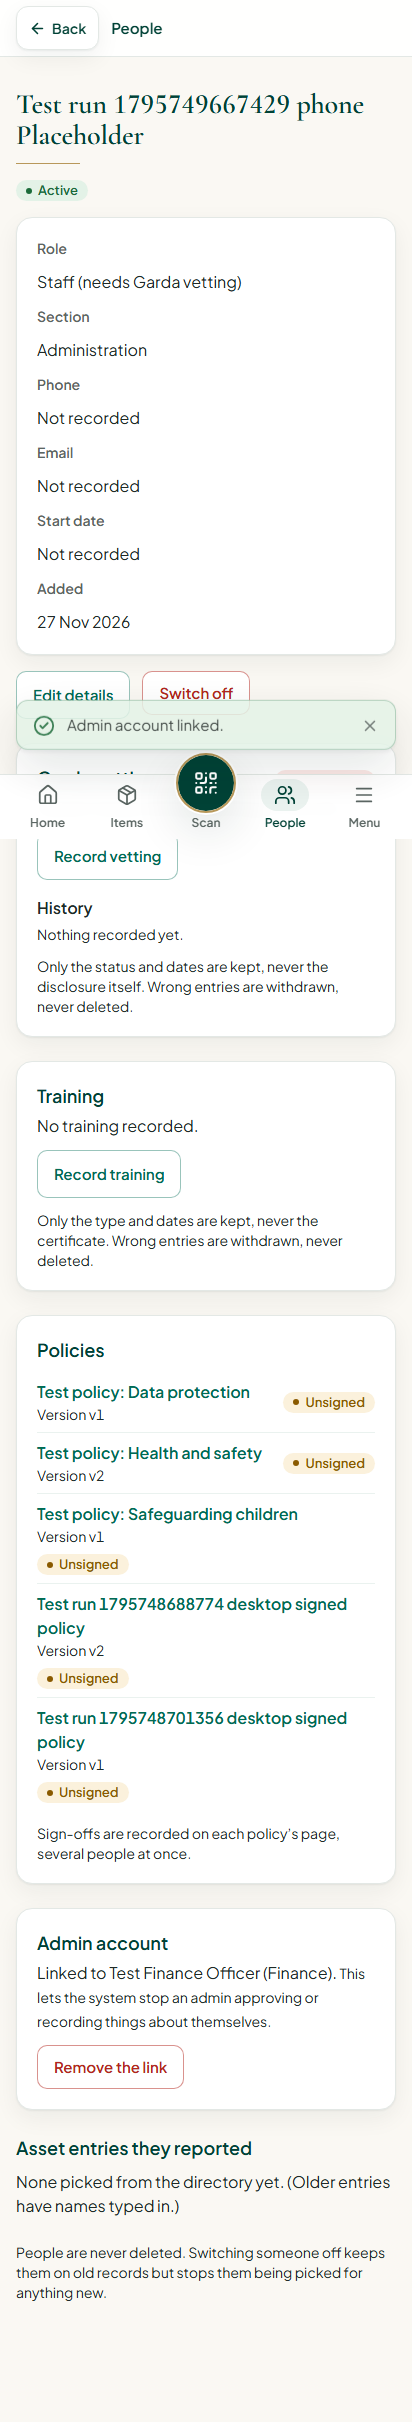 Back People
Test run 1795749667429 phone
Placeholder
Active
Role
Staff (needs Garda vetting)
Section
Administration
Phone
Not recorded
Email
Not recorded
Start date
Not recorded
Added
27 Nov 2026
Edit details Switch off
Admin account linked.
Home Items Scan People Menu
Record vetting
History
Nothing recorded yet.
Only the status and dates are kept, never the
disclosure itself. Wrong entries are withdrawn,
never deleted.
Training
No training recorded.
Record training
Only the type and dates are kept, never the
certificate. Wrong entries are withdrawn, never
deleted.
Policies
Test policy: Data protection
Version v1
Unsigned
Test policy: Health and safety
Version v2
Unsigned
Test policy: Safeguarding children
Version v1
Unsigned
Test run 1795748688774 desktop signed
policy
Version v2
Unsigned
Test run 1795748701356 desktop signed
policy
Version v1
Unsigned
Sign-offs are recorded on each policy's page,
several people at once.
Admin account
Linked to Test Finance Officer (Finance). This
lets the system stop an admin approving or
recording things about themselves.
Remove the link
Asset entries they reported
None picked from the directory yet. (Older entries
have names typed in.)
People are never deleted. Switching someone off keeps
them on old records but stops them being picked for
anything new.